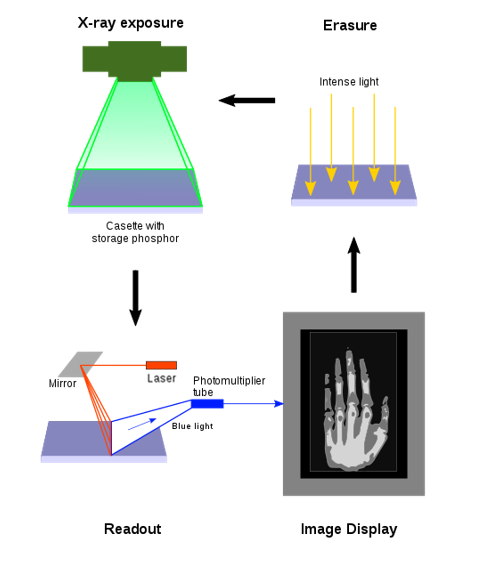 X-ray exposure
Erasure
Intense light
Casette with
storage phosphor
Mirror
Laser
Photomultiplier
tube
Blue light
Readout
Image Display